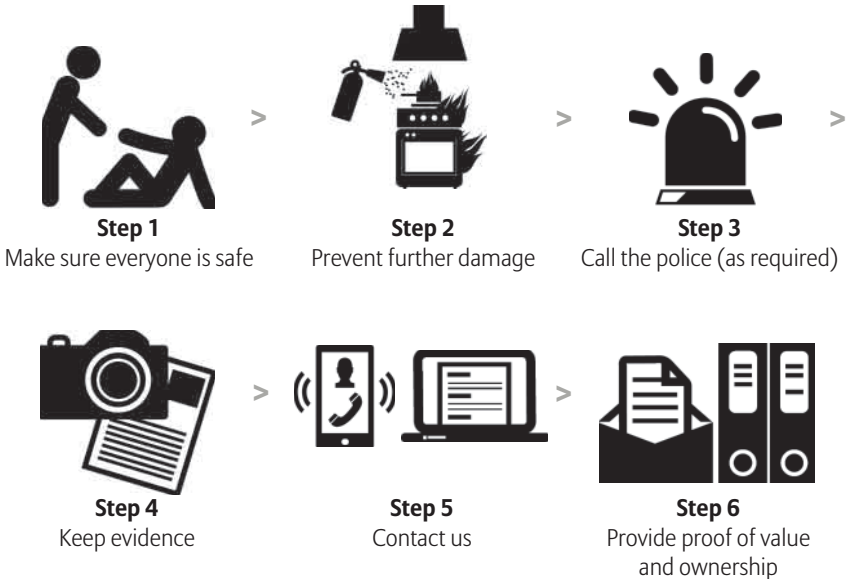 Step 1
Make sure everyone is safe
>
Step 2
Prevent further damage
>
Step 3
Call the police (as required)
>
Step 4
Keep evidence
>
Step 5
Contact us
>
Step 6
Provide proof of value
and ownership